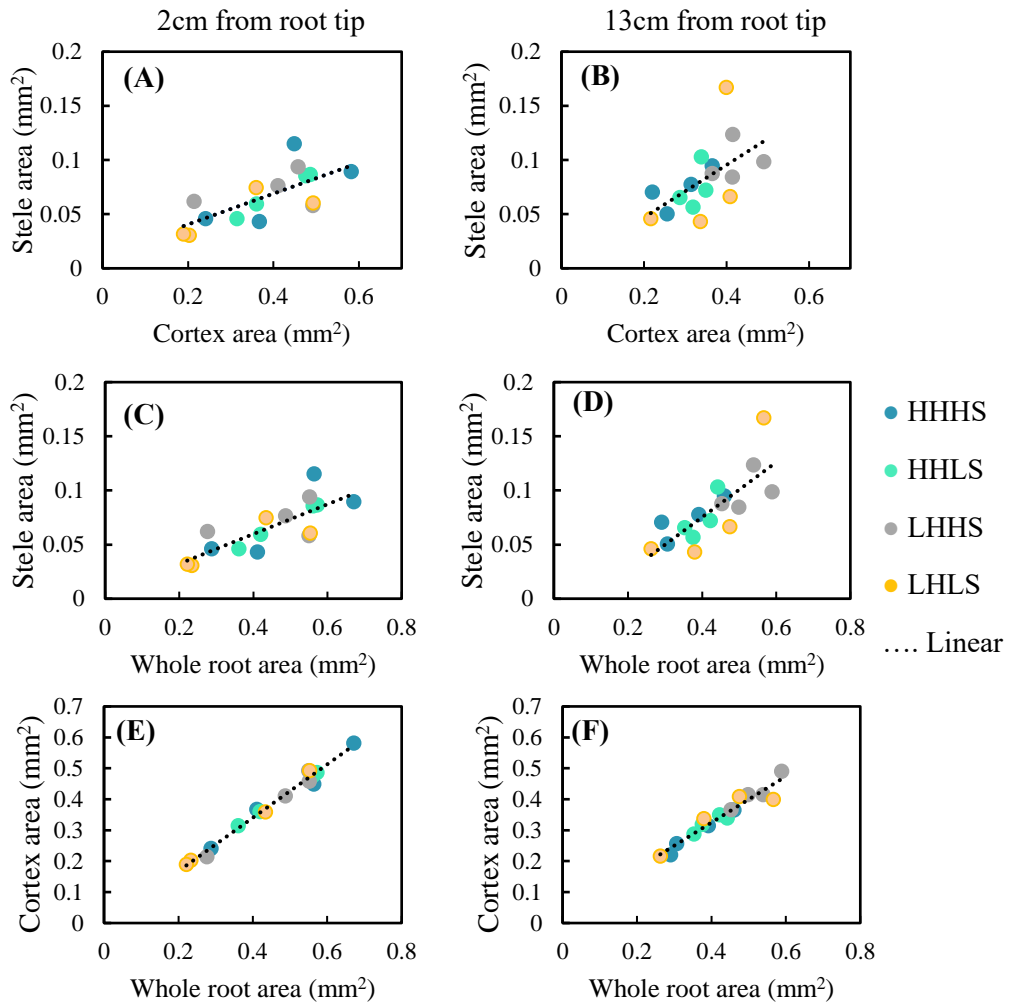 2cm from root tip
13cm from root tip
(A)
Stele area (mm²)
0.2
0.15
0.1
0.05
0
0
0.2
0.4
0.6
Cortex area (mm²)
(B)
Stele area (mm²)
0.2
0.15
0.1
0.05
0
0
0.2
0.4
0.6
Cortex area (mm²)
(C)
Stele area (mm²)
0.2
0.15
0.1
0.05
0
0
0.2
0.4
0.6
0.8
Whole root area (mm²)
(D)
Stele area (mm²)
0.2
0.15
0.1
0.05
0
0
0.2
0.4
0.6
0.8
Whole root area (mm²)
HHHS
HHLS
LHHS
LHLS
.... Linear
(E)
Cortex area (mm²)
0.7
0.6
0.5
0.4
0.3
0.2
0.1
0
0
0.2
0.4
0.6
0.8
Whole root area (mm²)
(F)
Cortex area (mm²)
0.7
0.6
0.5
0.4
0.3
0.2
0.1
0
0
0.2
0.4
0.6
0.8
Whole root area (mm²)